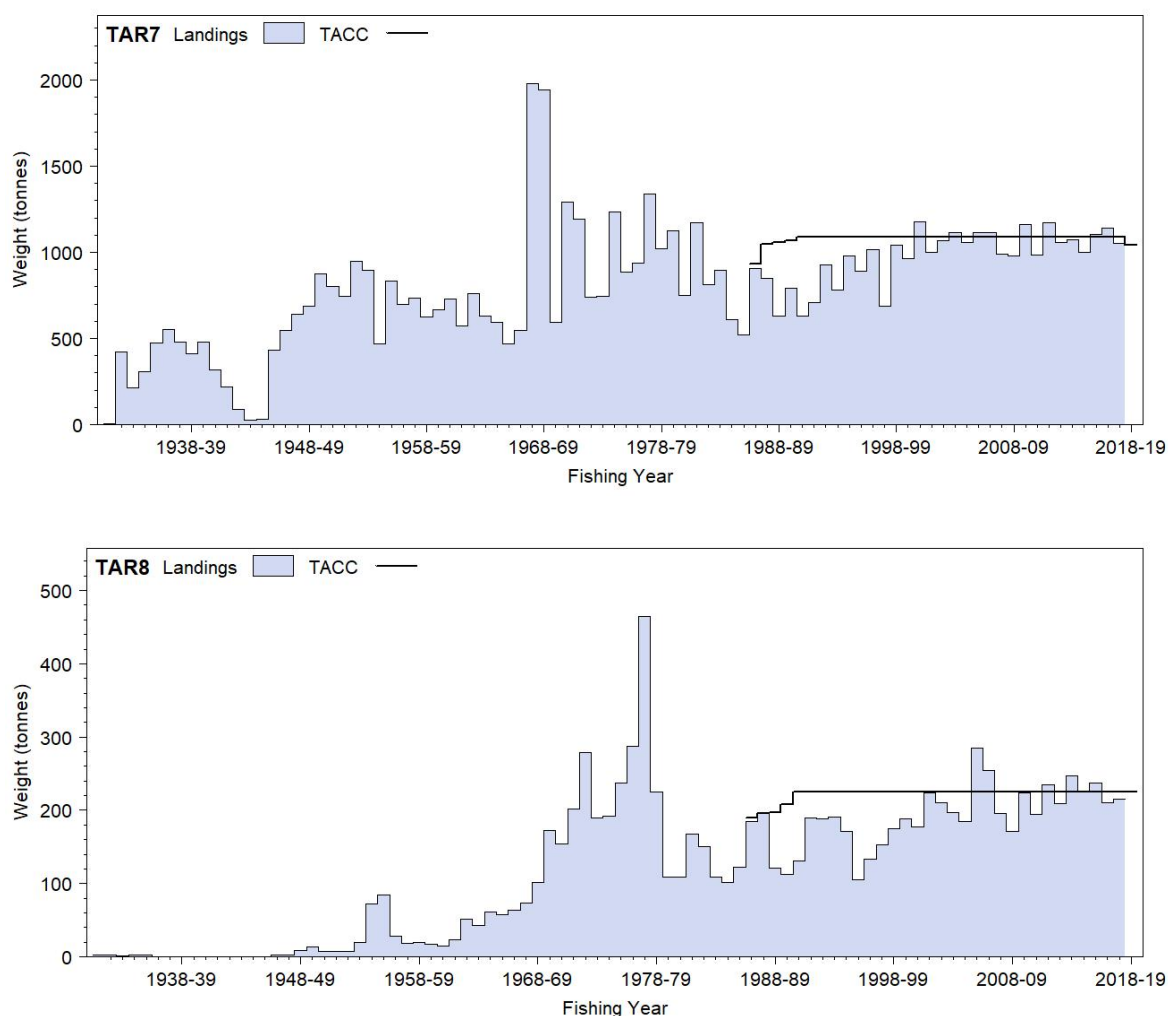 TAR7 Landings TACC
2000
1500
1000
500
0
Weight (tonnes)
1938-39 1948-49 1958-59 1968-69 1978-79 1988-89 1998-99 2008-09 2018-19
Fishing Year
TAR8 Landings TACC
500
400
300
200
100
0
Weight (tonnes)
1938-39 1948-49 1958-59 1968-69 1978-79 1988-89 1998-99 2008-09 2018-19
Fishing Year